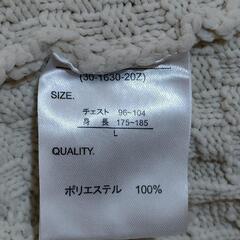 (30-1630-20Z)
SIZE.
チェスト 96~104
身 長 175~185
L
QUALITY.
ポリエステル 100%